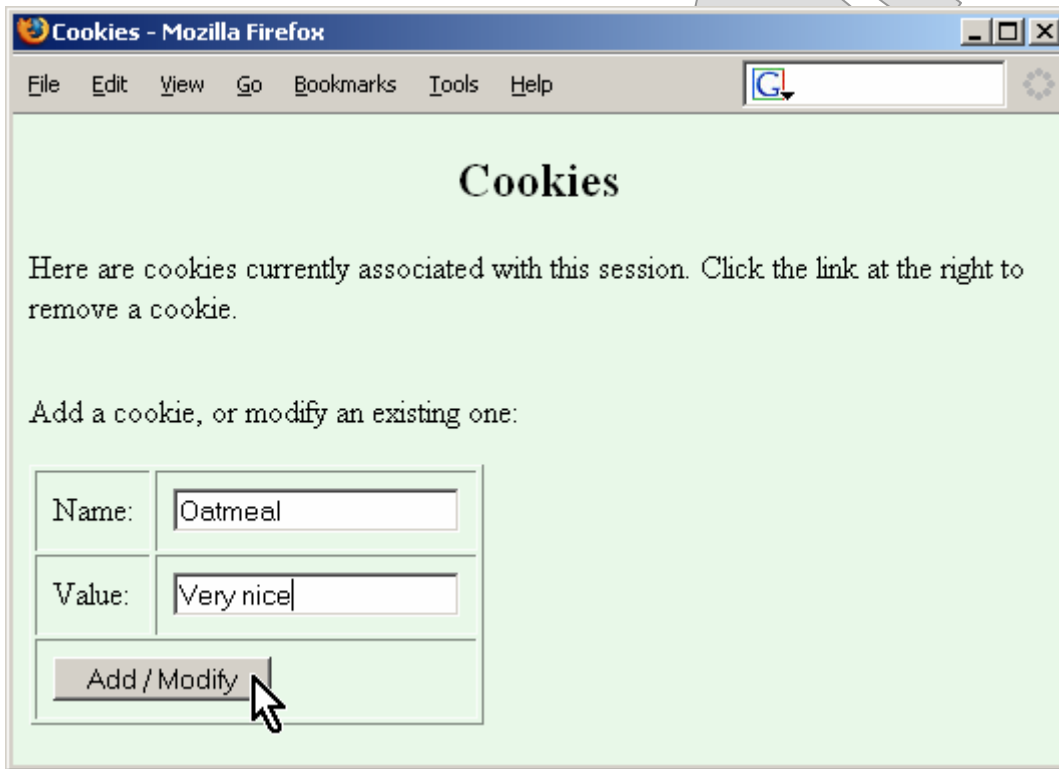 Cookies - Mozilla Firefox
File Edit View Go Bookmarks Tools Help
G
Cookies
Here are cookies currently associated with this session. Click the link at the right to
remove a cookie.
Add a cookie, or modify an existing one:
Name: Oatmeal
Value: Very nice
Add / Modify